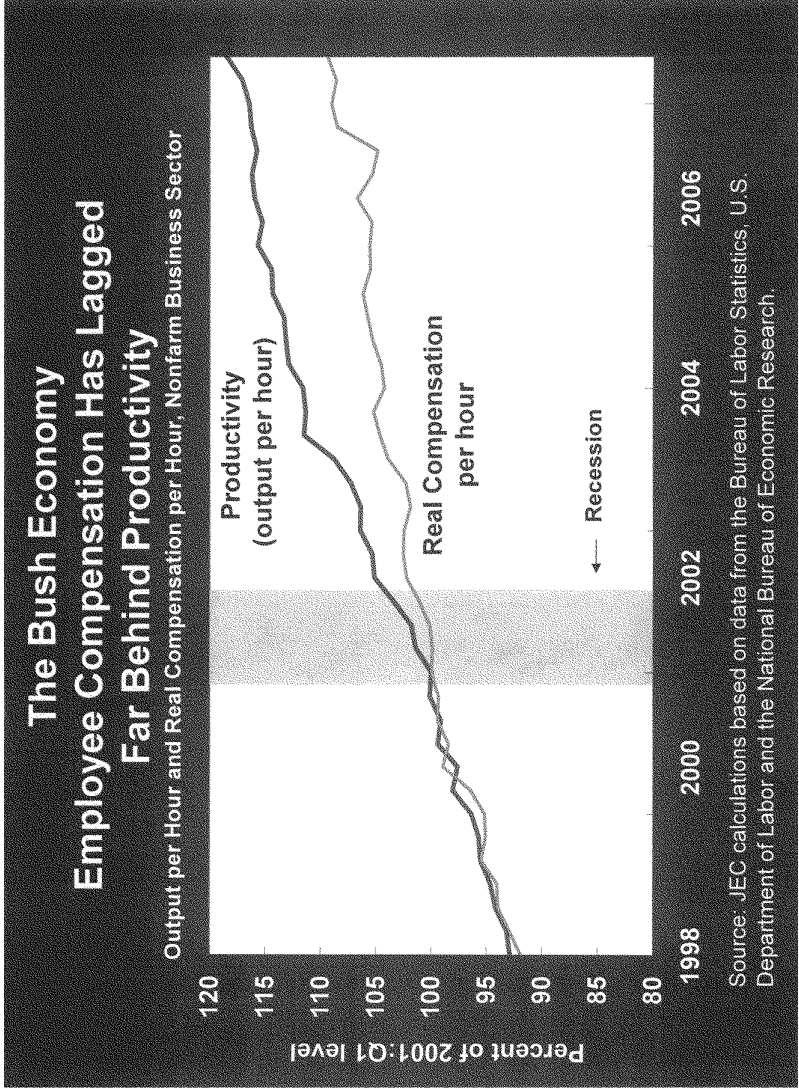 The Bush Economy
Employee Compensation Has Lagged
Far Behind Productivity
Output per Hour and Real Compensation per Hour, Nonfarm Business Sector
Percent of 2001:Q1 level
120
115
110
105
100
95
90
85
80
Productivity
(output per hour)
Real Compensation
per hour
Recession
1998
2000
2002
2004
2006
Source: JEC calculations based on data from the Bureau of Labor Statistics, U.S.
Department of Labor and the National Bureau of Economic Research.